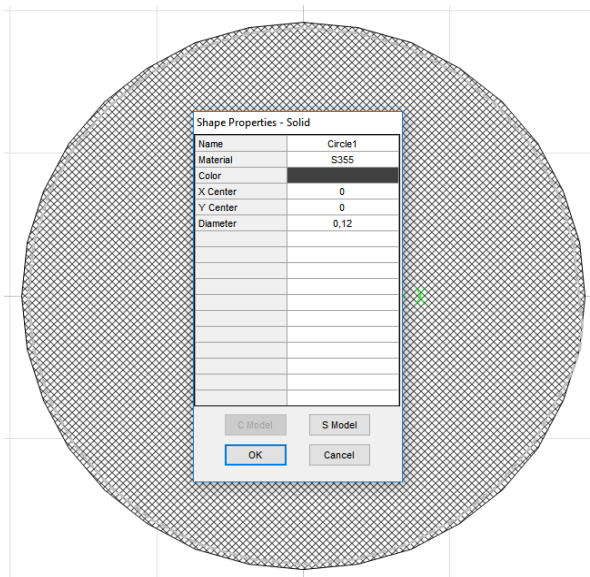 Shape Properties - Solid
Name Circle1
Material S355
Color
X Center 0
Y Center 0
Diameter 0,12
C Model S Model
OK Cancel
X